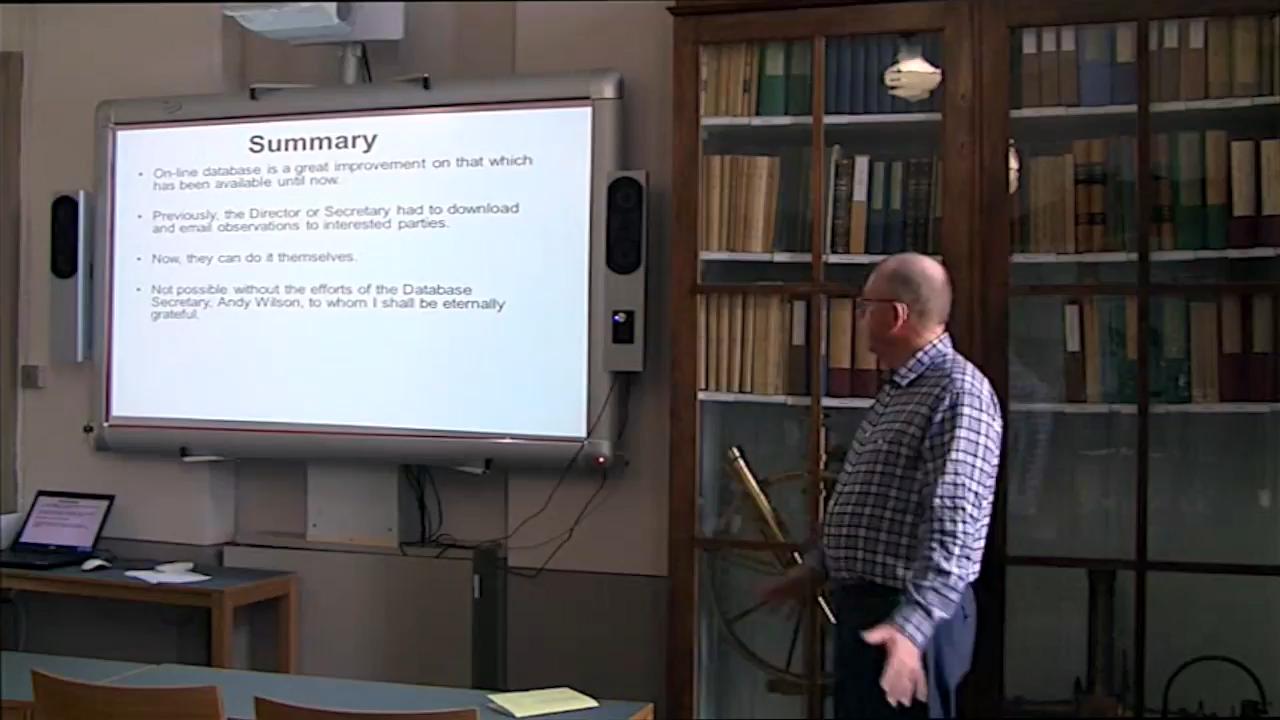 Summary
• On-line database is a great improvement on that which
has been available until now.
• Previously, the Director or Secretary had to download
and email observations to interested parties.
• Now, they can do it themselves.
• Not possible without the efforts of the Database
Secretary, Andy Wilson, to whom I shall be eternally
grateful.